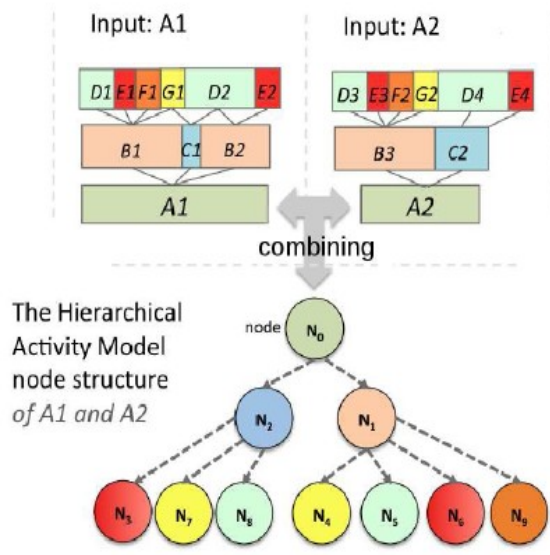 Input: A1
Input: A2
D1 E1 F1 G1 D2 E2
D3 E3 F2 G2 D4 E4
B1 C1 B2
B3 C2
A1
A2
combining
The Hierarchical
Activity Model
node structure
of A1 and A2
node
N0
N2
N1
N3 N7 N8 N4 N5 N6 N9